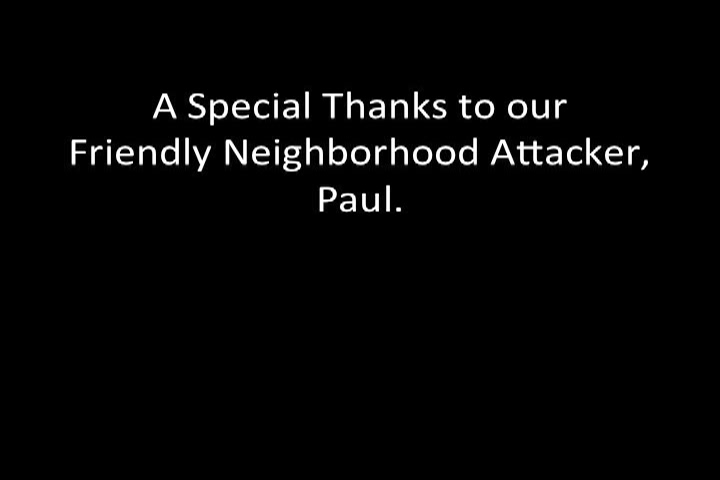 A Special Thanks to our
Friendly Neighborhood Attacker,
Paul.